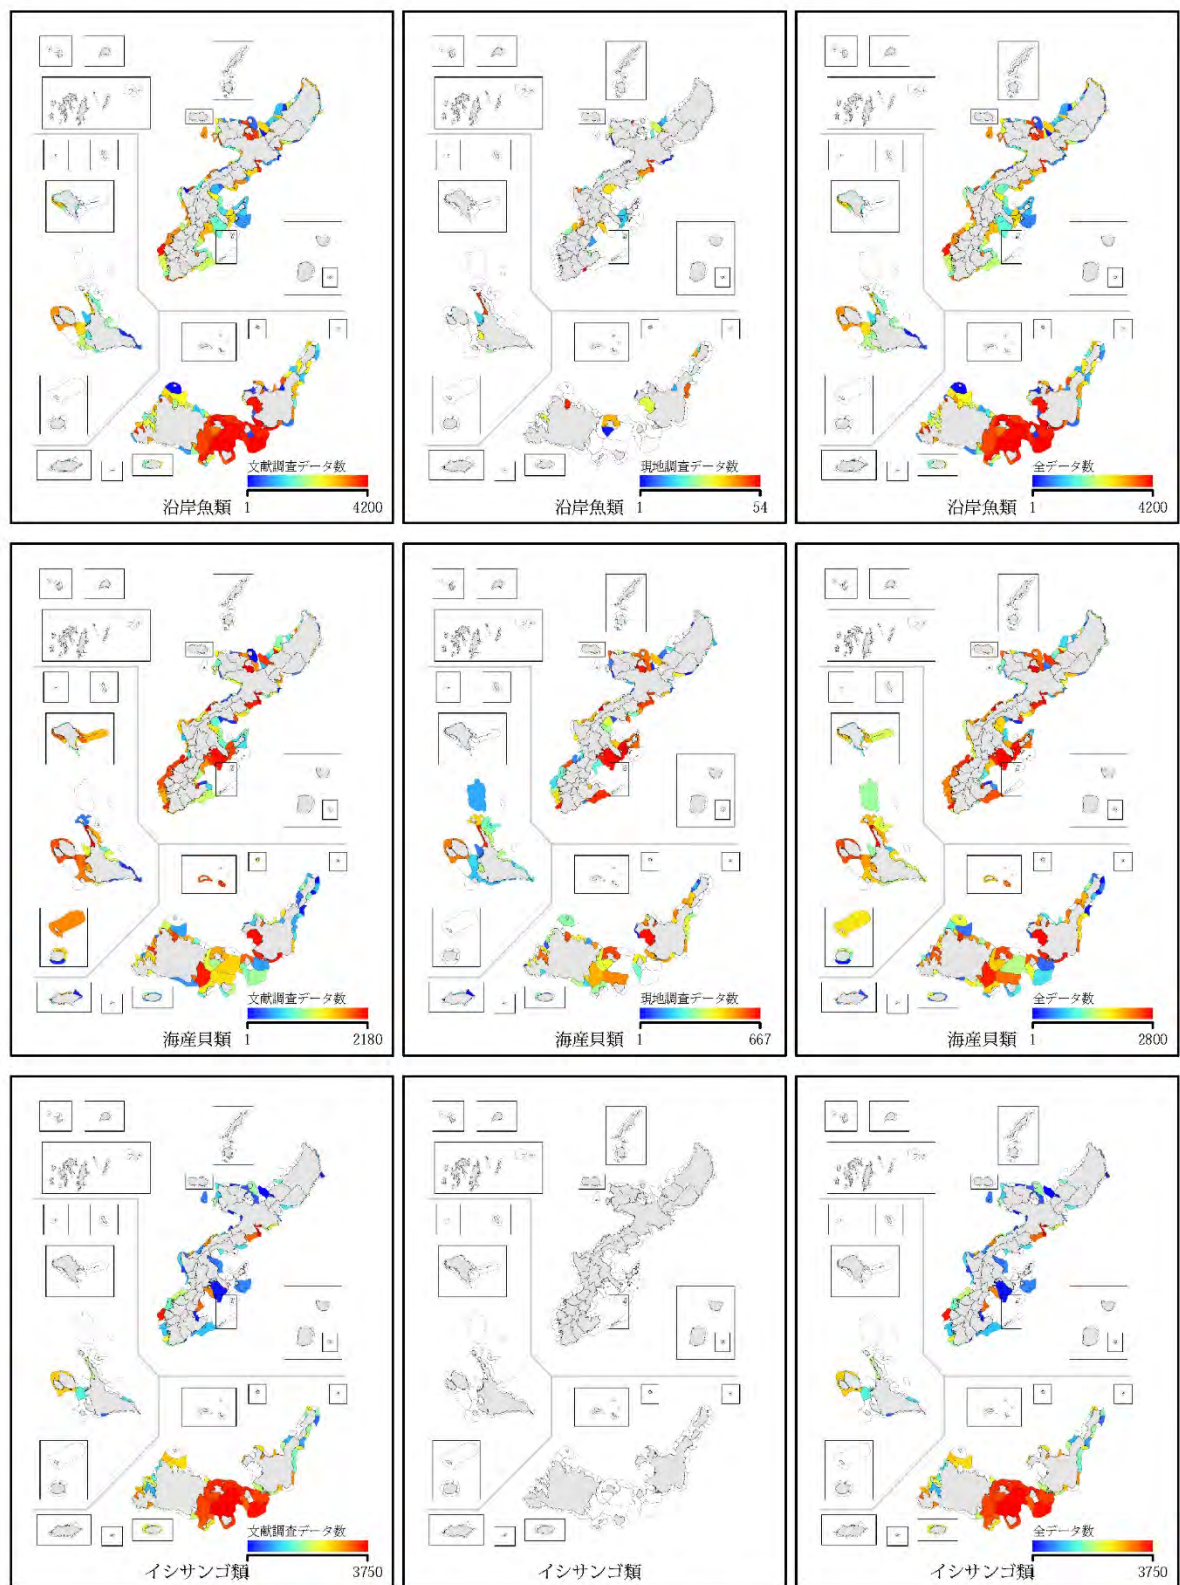 文献調査データ数
沿岸魚類 1 4200
現地調査データ数
沿岸魚類 1 54
全データ数
沿岸魚類 1 4200
文献調査データ数
海産貝類 1 2180
現地調査データ数
海産貝類 1 667
全データ数
海産貝類 1 2800
文献調査データ数
イシサンゴ類 1 3750
イシサンゴ類
全データ数
イシサンゴ類 1 3750